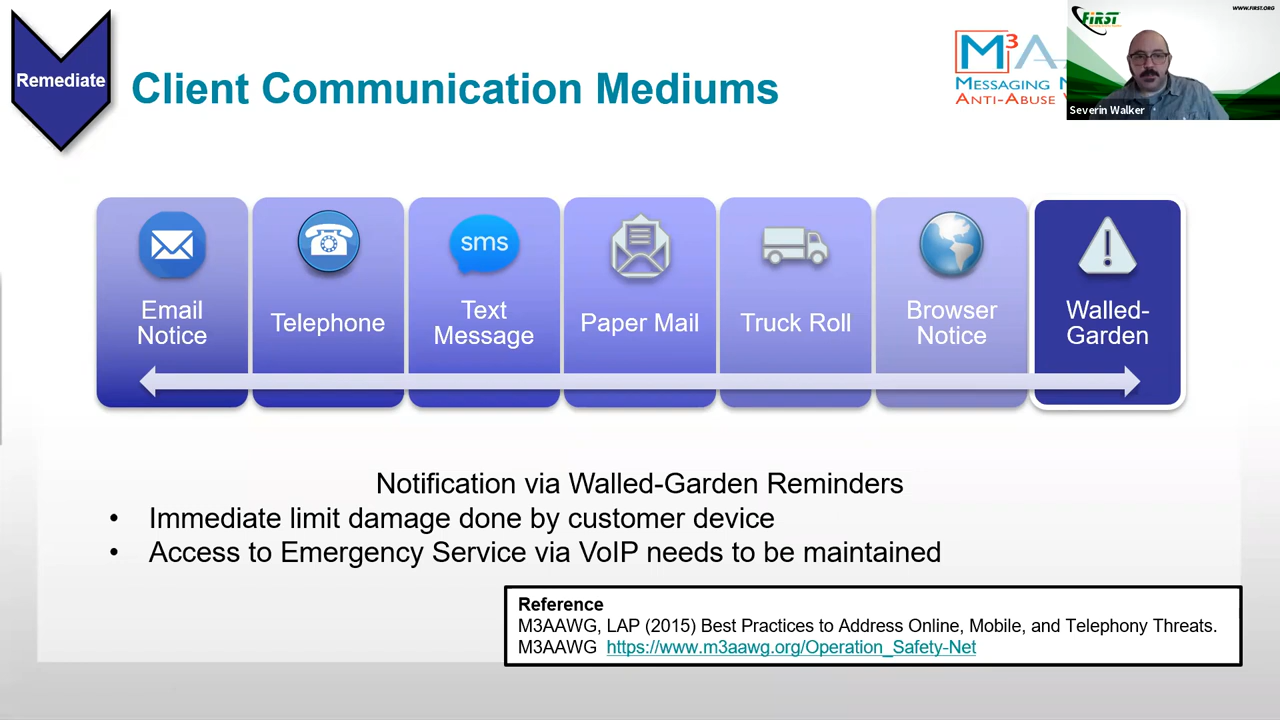 Remediate
Client Communication Mediums
M3A
MESSAGING
ANTI-ABUSE
FIRST
WWW.FIRST.ORG
Severin Walker
sms
Email
Notice
Telephone
Text
Message
Paper Mail
Truck Roll
Browser
Notice
Walled-
Garden
Notification via Walled-Garden Reminders
• Immediate limit damage done by customer device
• Access to Emergency Service via VoIP needs to be maintained
Reference
M3AAWG, LAP (2015) Best Practices to Address Online, Mobile, and Telephony Threats.
M3AAWG https://www.m3aawg.org/Operation_Safety-Net